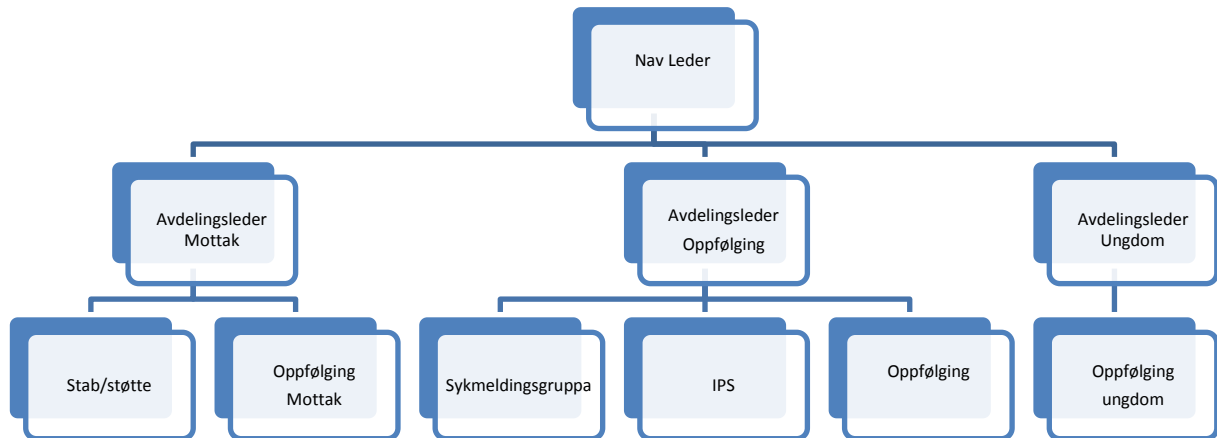 Nav Leder
Avdelingsleder
Mottak
Avdelingsleder
Oppfølging
Avdelingsleder
Ungdom
Stab/støtte
Oppfølging
Mottak
Sykmeldingsgruppa
IPS
Oppfølging
Oppfølging
ungdom